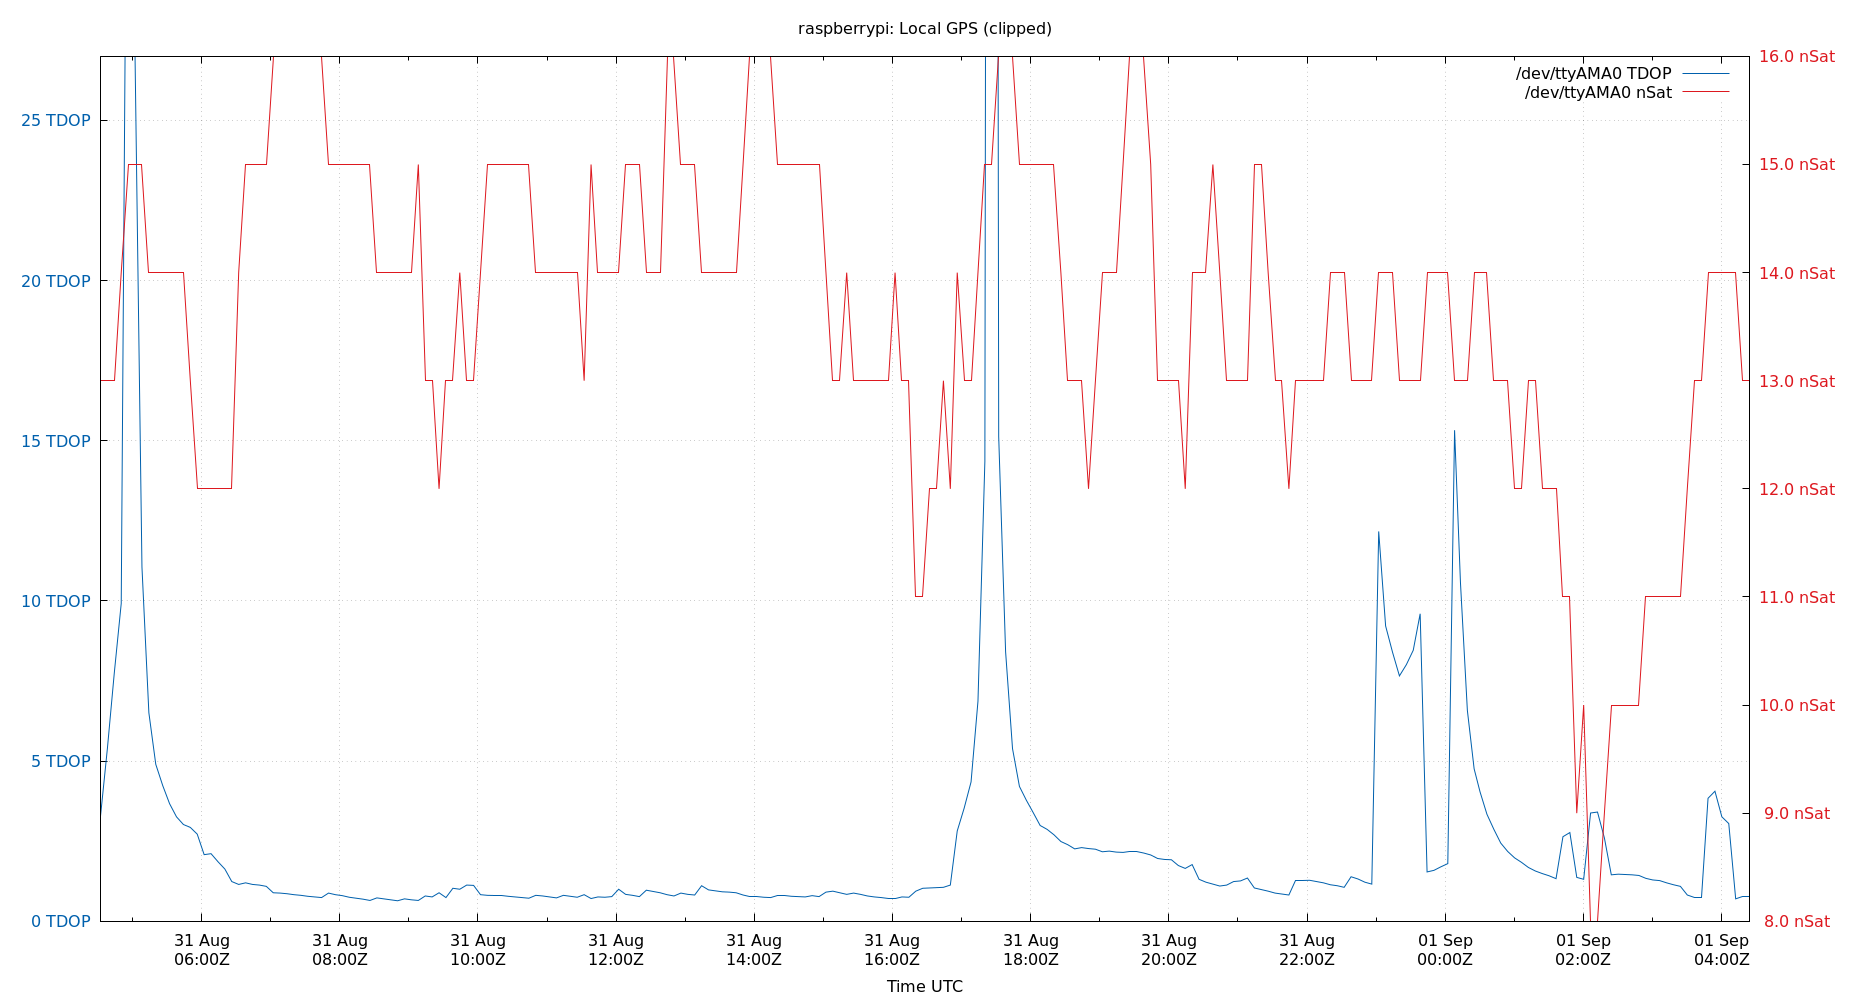 raspberrypi: Local GPS (clipped)
/dev/ttyAMA0 TDOP
/dev/ttyAMA0 nSat
25 TDOP
20 TDOP
15 TDOP
10 TDOP
5 TDOP
0 TDOP
16.0 nSat
15.0 nSat
14.0 nSat
13.0 nSat
12.0 nSat
11.0 nSat
10.0 nSat
9.0 nSat
8.0 nSat
31 Aug
06:00Z
31 Aug
08:00Z
31 Aug
10:00Z
31 Aug
12:00Z
31 Aug
14:00Z
31 Aug
16:00Z
31 Aug
18:00Z
31 Aug
20:00Z
31 Aug
22:00Z
01 Sep
00:00Z
01 Sep
02:00Z
01 Sep
04:00Z
Time UTC